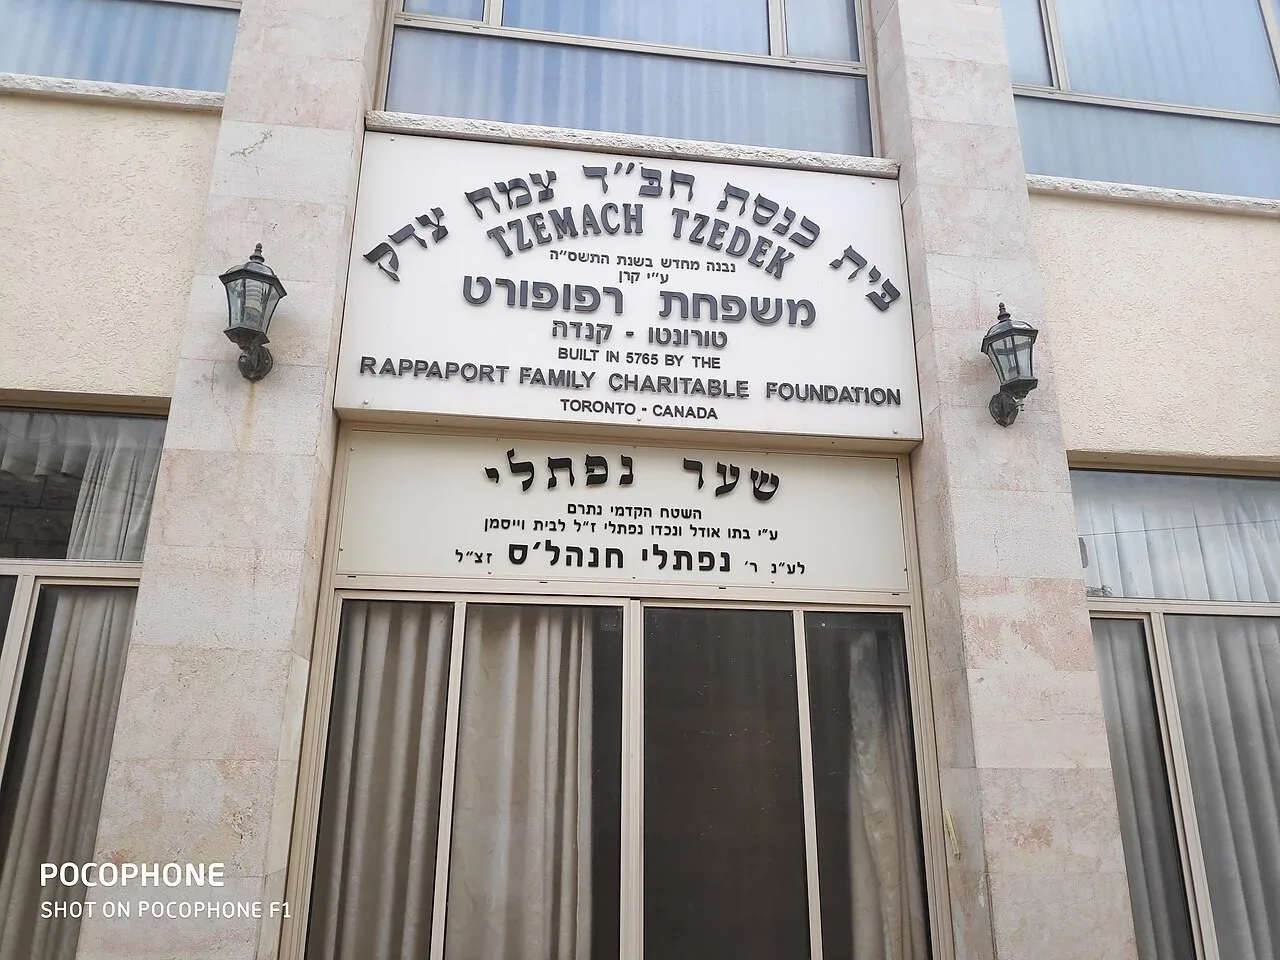 בית כנסת חב״ד צמח צדק
TZEMACH TZEDEK
נבנה מחדש בשנת התשס״ה
ע״י קרן
משפחת רפופורט
טורונטו - קנדה
BUILT IN 5765 BY THE
RAPPAPORT FAMILY CHARITABLE FOUNDATION
TORONTO - CANADA
שער נפתלי
השטח הקדמי נתרם
ע״י בתו אודל ונכדו נפתלי ז״ל לבית וייסמן
לע״נ ר׳ נפתלי חנהל׳ס זצ״ל
POCOPHONE
SHOT ON POCOPHONE F1